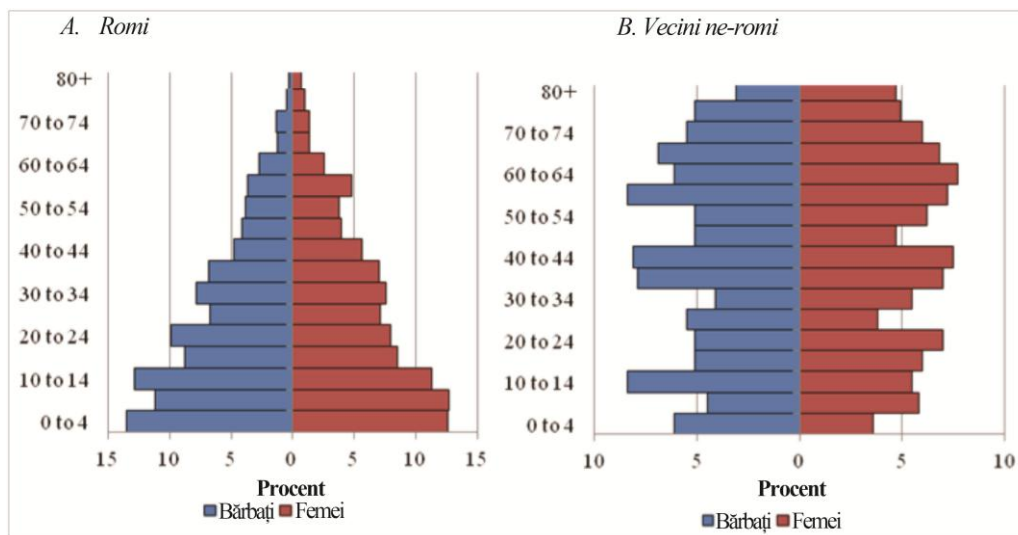 A. Romi
80+
70 to 74
60 to 64
50 to 54
40 to 44
30 to 34
20 to 24
10 to 14
0 to 4
15 10 5 0 5 10 15
Procent
Bărbați Femei
B. Vecini ne-romi
80+
70 to 74
60 to 64
50 to 54
40 to 44
30 to 34
20 to 24
10 to 14
0 to 4
10 5 0 5 10
Procent
Bărbați Femei